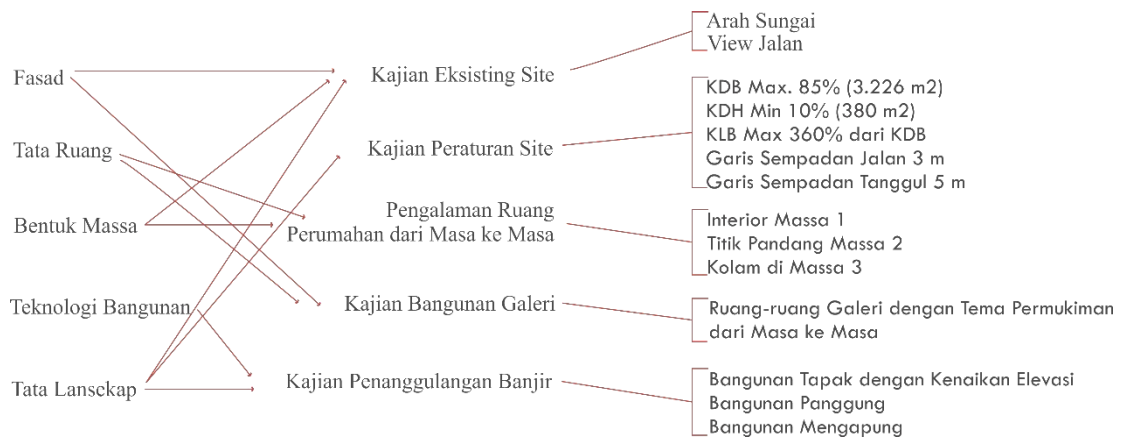 Fasad
Tata Ruang
Bentuk Massa
Teknologi Bangunan
Tata Lansekap
Kajian Eksisting Site
Kajian Peraturan Site
Pengalaman Ruang
Perumahan dari Masa ke Masa
Kajian Bangunan Galeri
Kajian Penanggulangan Banjir
Arah Sungai
View Jalan
KDB Max. 85% (3.226 m2)
KDH Min 10% (380 m2)
KLB Max 360% dari KDB
Garis Sempadan Jalan 3 m
Garis Sempadan Tanggul 5 m
Interior Massa 1
Titik Pandang Massa 2
Kolam di Massa 3
Ruang-ruang Galeri dengan Tema Permukiman
dari Masa ke Masa
Bangunan Tapak dengan Kenaikan Elevasi
Bangunan Panggung
Bangunan Mengapung